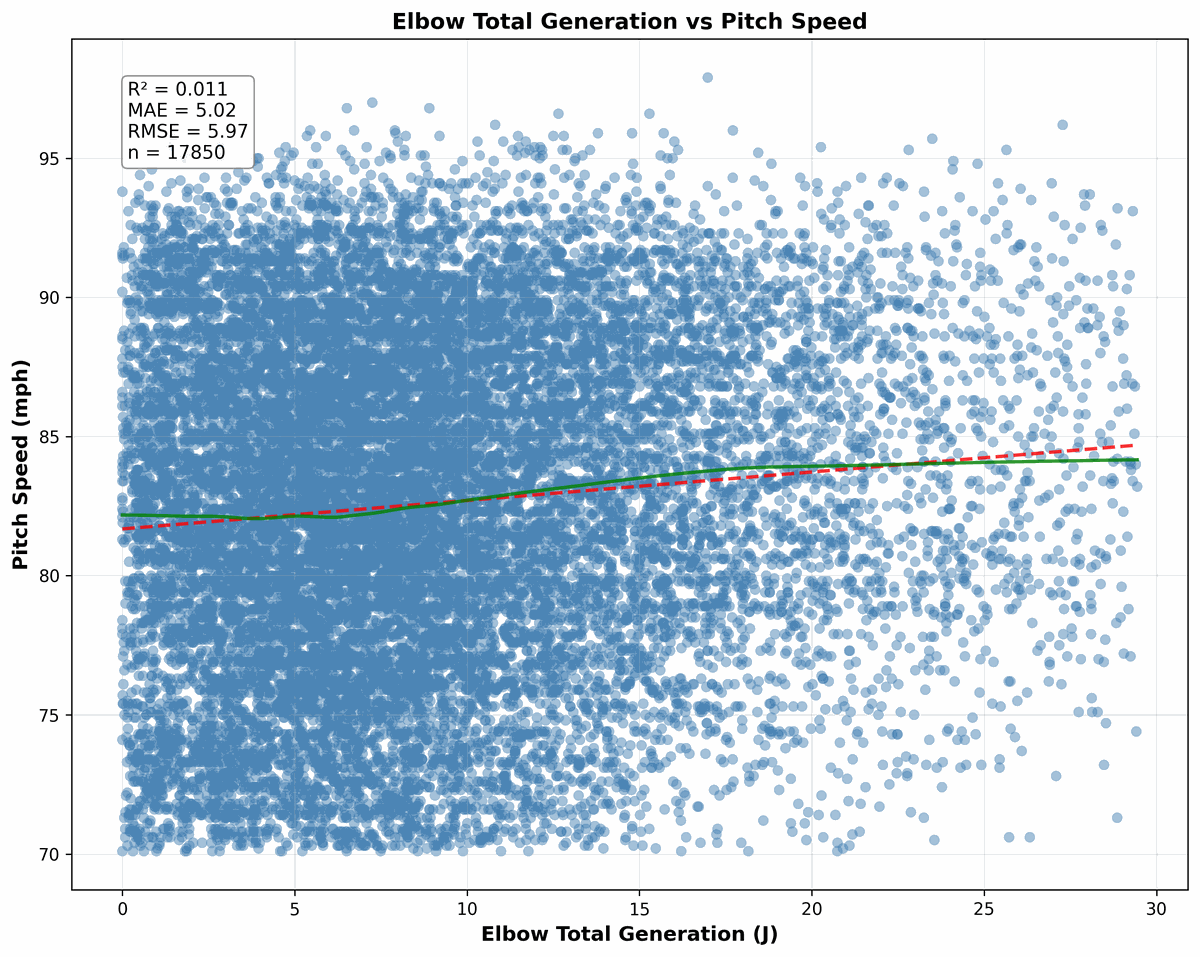 Elbow Total Generation vs Pitch Speed
R² = 0.011
MAE = 5.02
RMSE = 5.97
n = 17850
Pitch Speed (mph)
95
90
85
80
75
70
0 5 10 15 20 25 30
Elbow Total Generation (J)